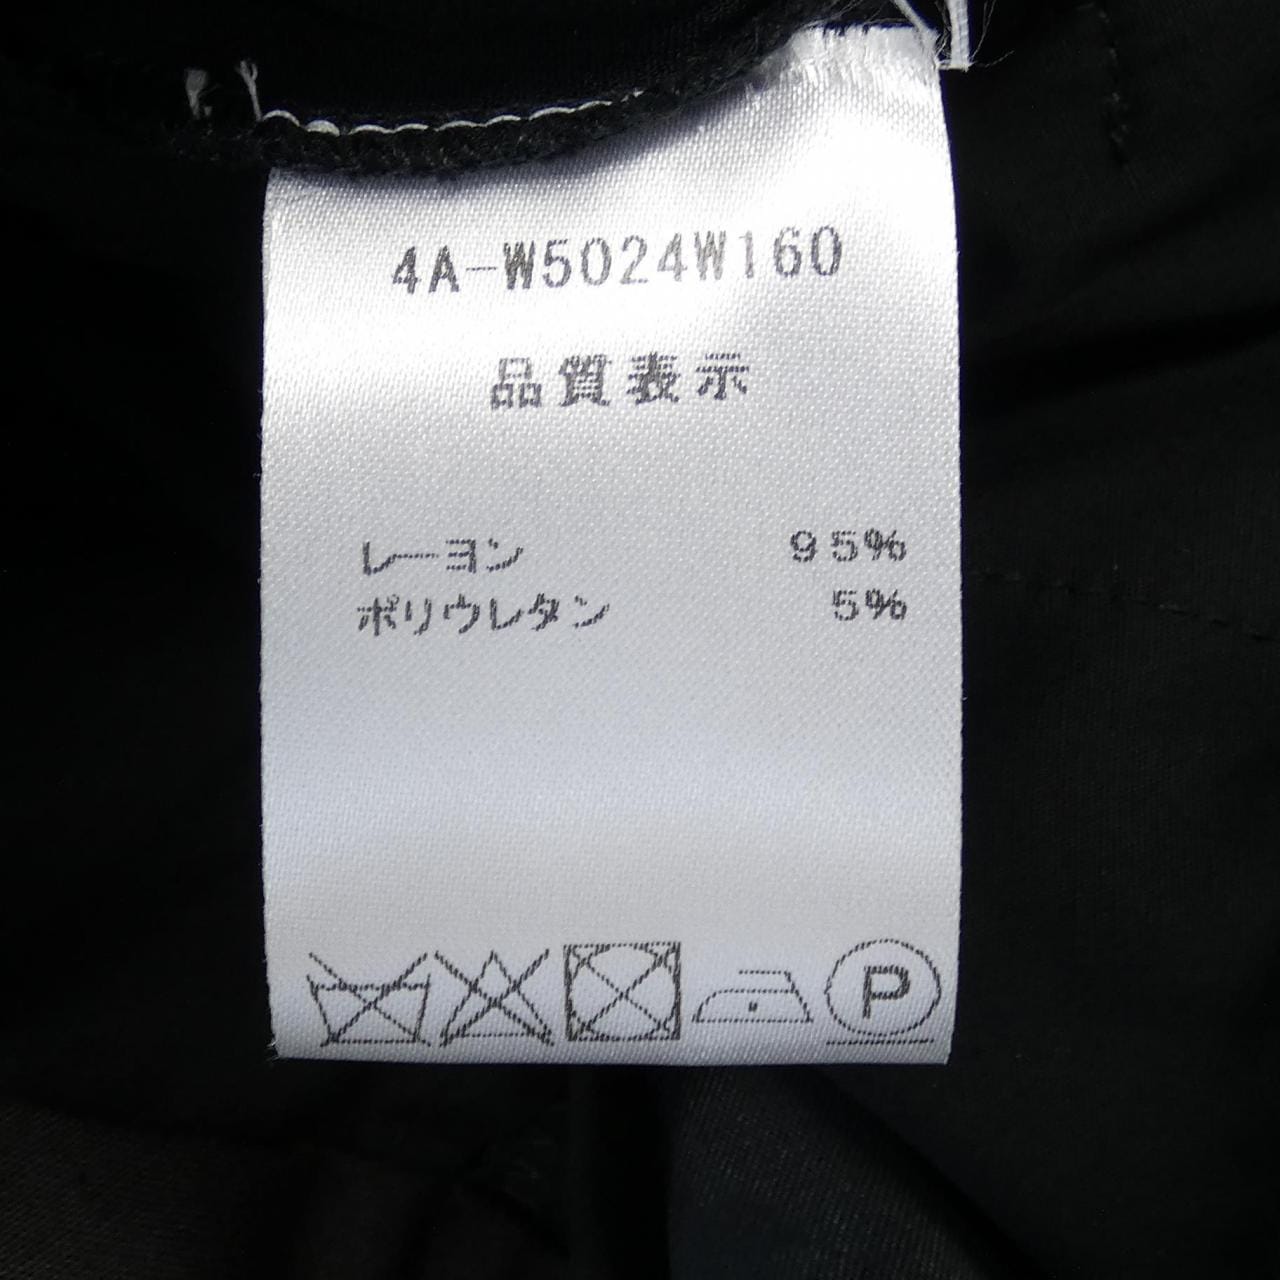 4A-W5024W160
品質表示
レーヨン 95%
ポリウレタン 5%
P